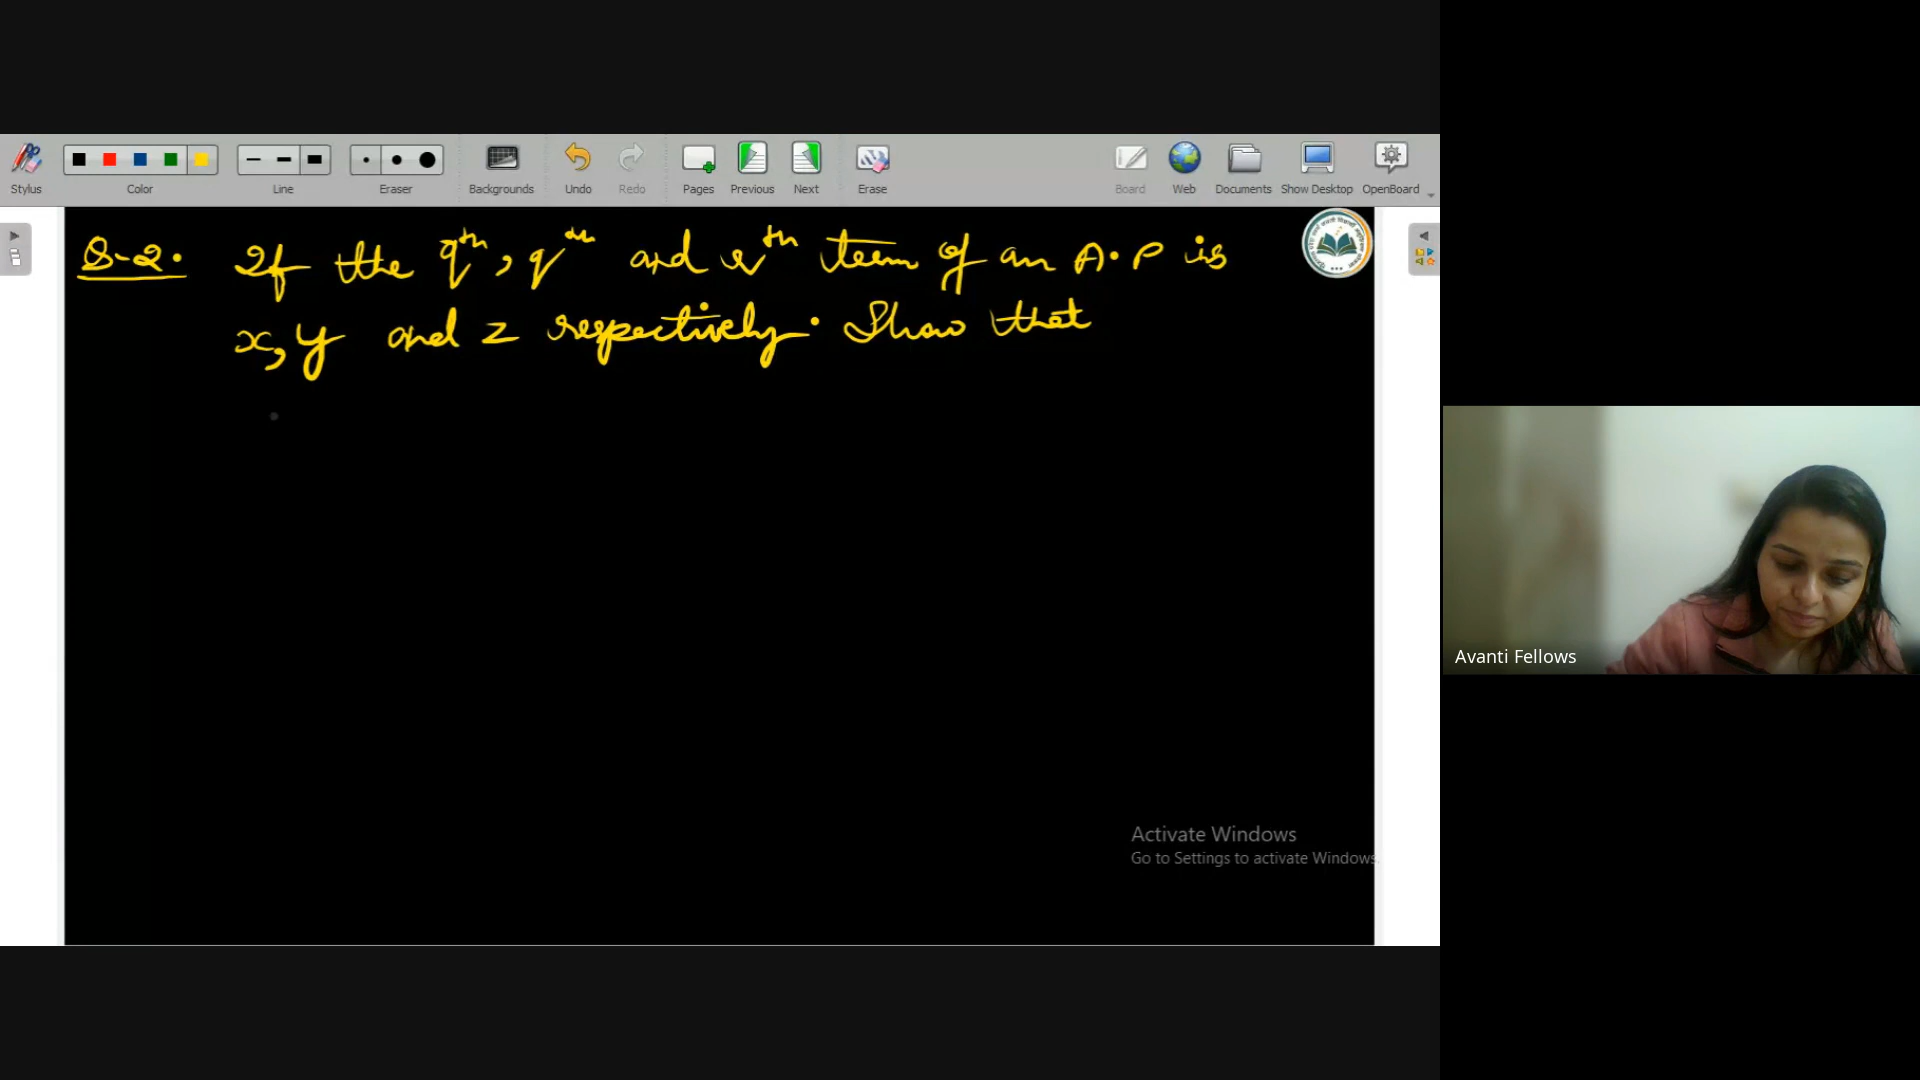 Stylus Color Line Eraser Backgrounds Undo Redo Pages Previous Next Erase Board Web Documents Show Desktop OpenBoard
Q-2. If the qth, qth and rth term of an A.P is
x, y and z respectively. Show that
Avanti Fellows
Activate Windows
Go to Settings to activate Windows.